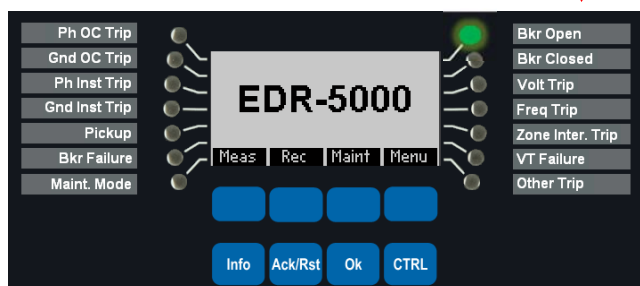 Ph OC Trip
Gnd OC Trip
Ph Inst Trip
Gnd Inst Trip
Pickup
Bkr Failure
Maint. Mode
EDR-5000
Meas Rec Maint Menu
Bkr Open
Bkr Closed
Volt Trip
Freq Trip
Zone Inter. Trip
VT Failure
Other Trip
Info Ack/Rst Ok CTRL